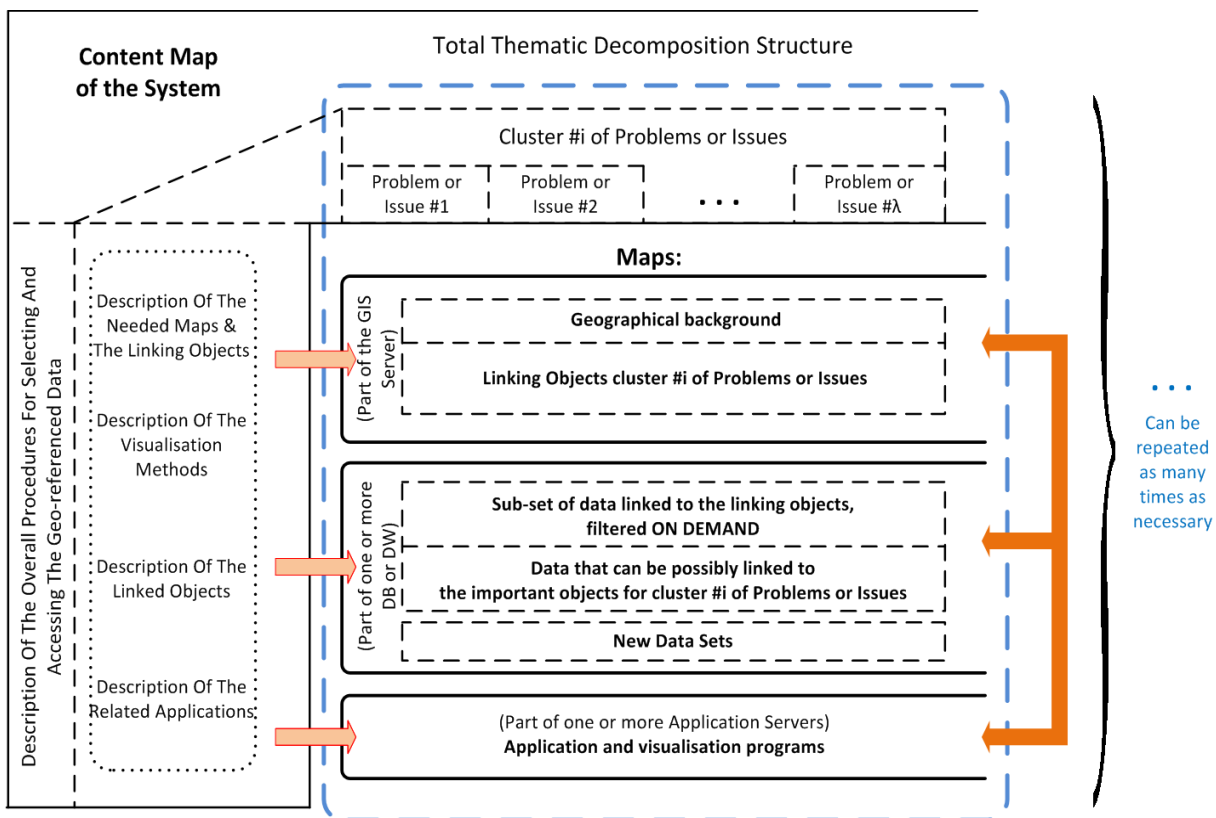 Content Map
of the System
Total Thematic Decomposition Structure
Cluster #i of Problems or Issues
Problem or
Issue #1
Problem or
Issue #2
...
Problem or
Issue #λ
Description Of The Overall Procedures For Selecting And
Accessing The Geo-referenced Data
Description Of The
Needed Maps &
The Linking Objects
Description Of The
Visualisation
Methods
Description Of The
Linked Objects
Description Of The
Related Applications
Maps:
(Part of the GIS
Server)
Geographical background
Linking Objects cluster #i of Problems or Issues
(Part of one or more
DB or DW)
Sub-set of data linked to the linking objects,
filtered ON DEMAND
Data that can be possibly linked to
the important objects for cluster #i of Problems or Issues
New Data Sets
(Part of one or more Application Servers)
Application and visualisation programs
...
Can be
repeated
as many
times as
necessary